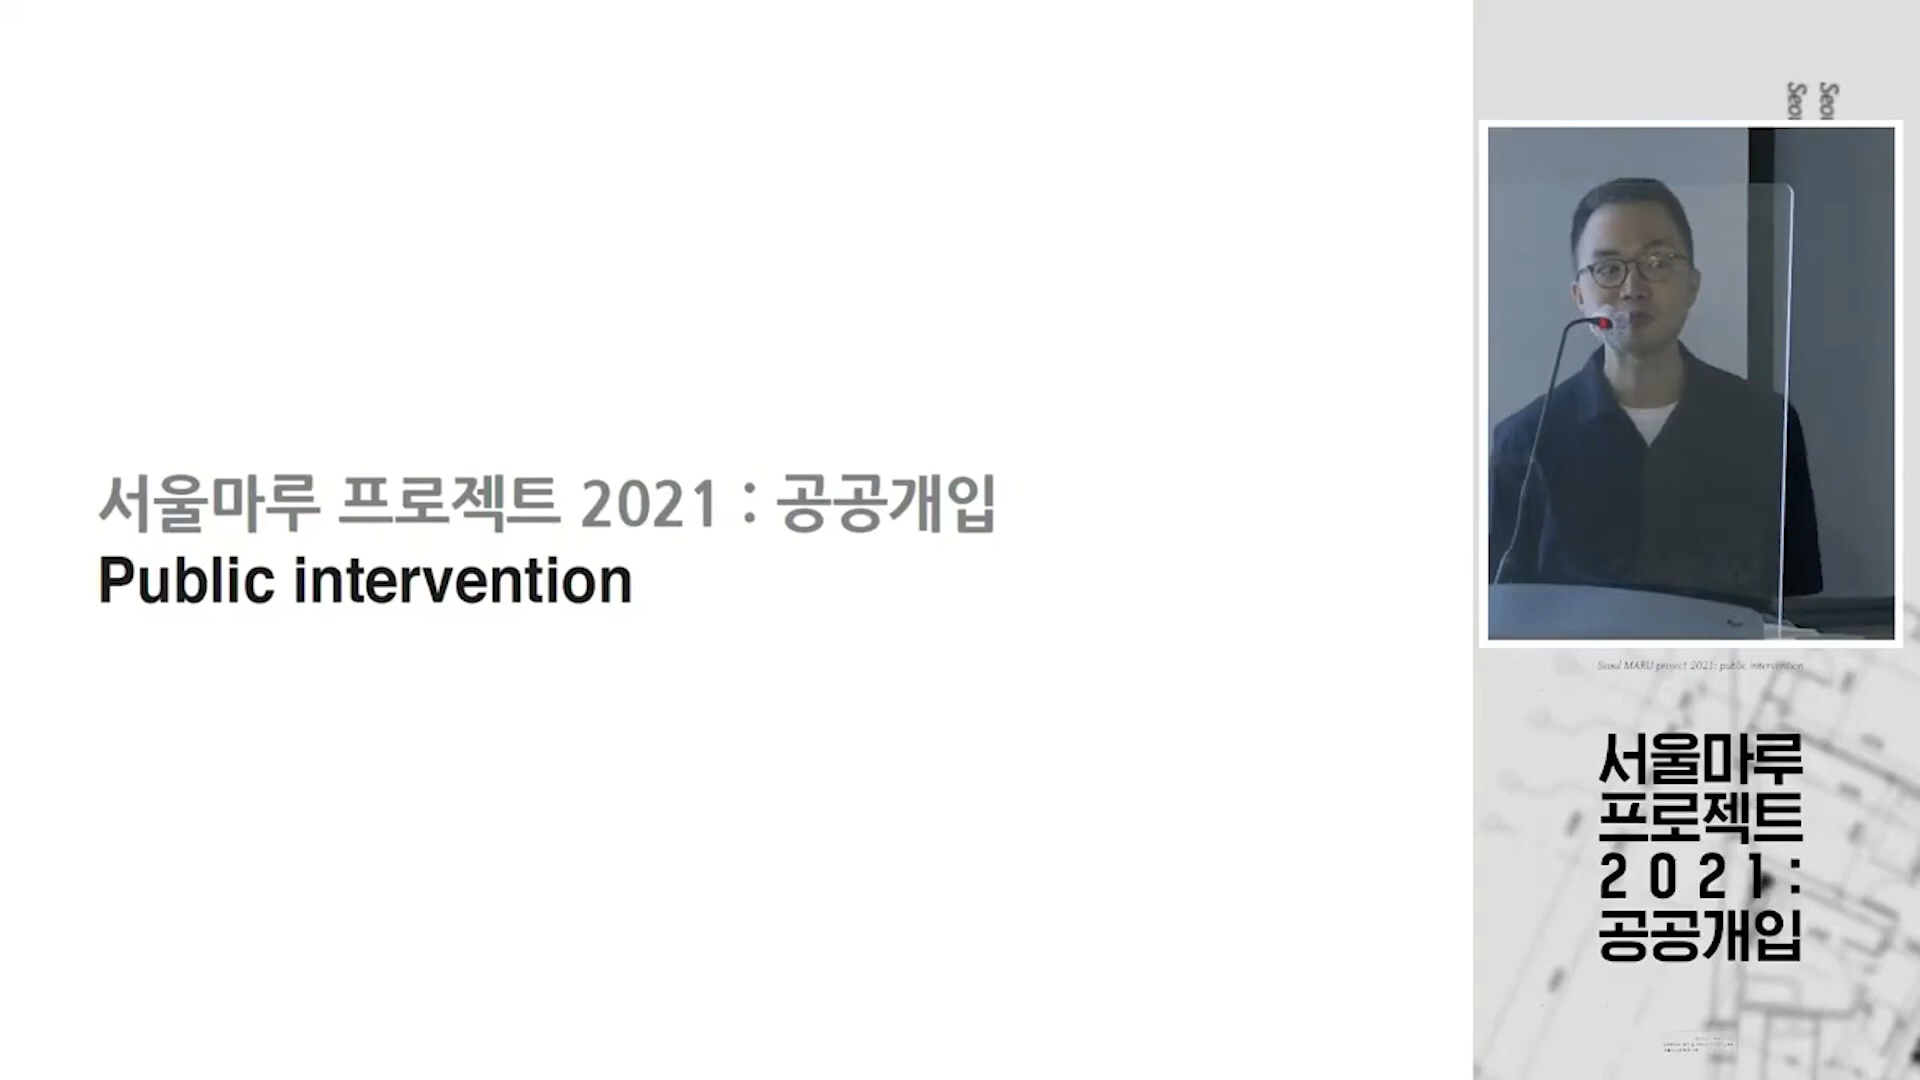 서울마루 프로젝트 2021 : 공공개입
Public intervention
Seoul MARU project 2021: public intervention
서울마루
프로젝트
2021:
공공개입